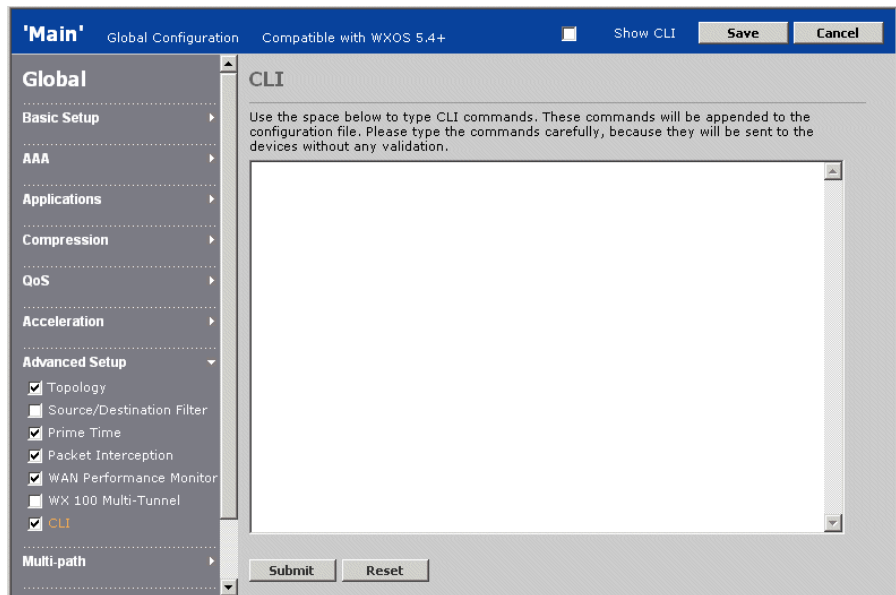 'Main' Global Configuration Compatible with WXOS 5.4+ Show CLI Save Cancel
Global
Basic Setup
AAA
Applications
Compression
QoS
Acceleration
Advanced Setup
Topology
Source/Destination Filter
Prime Time
Packet Interception
WAN Performance Monitor
WX 100 Multi-Tunnel
CLI
Multi-path
CLI
Use the space below to type CLI commands. These commands will be appended to the
configuration file. Please type the commands carefully, because they will be sent to the
devices without any validation.
Submit Reset